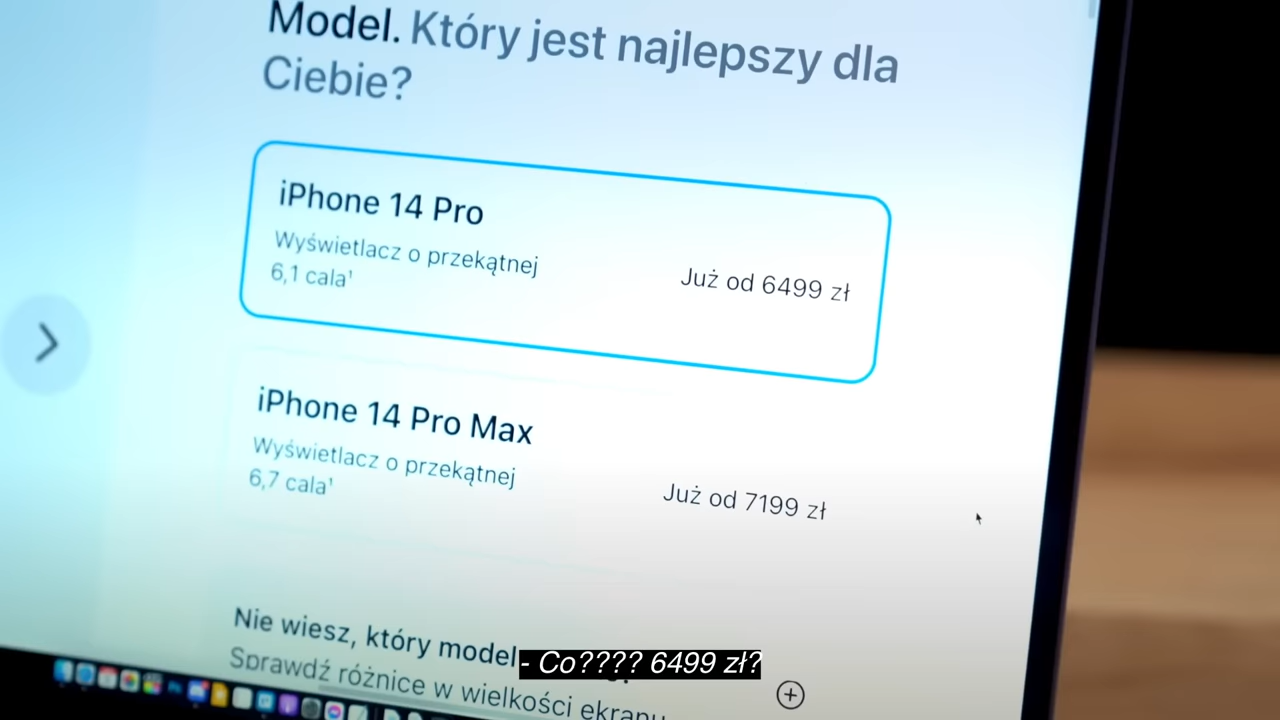 Model. Który jest najlepszy dla
Ciebie?
iPhone 14 Pro
Wyświetlacz o przekątnej
6,1 cala¹
Już od 6499 zł
iPhone 14 Pro Max
Wyświetlacz o przekątnej
6,7 cala¹
Już od 7199 zł
Nie wiesz, który model
Sprawdź różnice w wielkości ekranu
- Co???? 6499 zł?